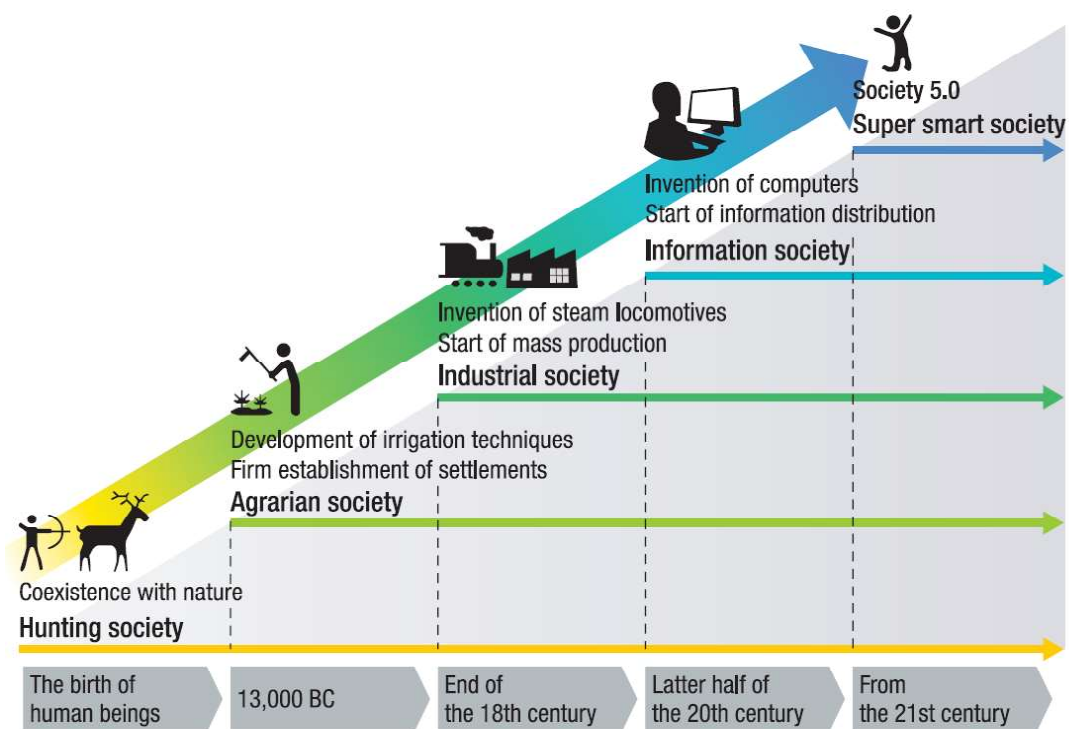 Society 5.0
Super smart society
Invention of computers
Start of information distribution
Information society
Invention of steam locomotives
Start of mass production
Industrial society
Development of irrigation techniques
Firm establishment of settlements
Agrarian society
Coexistence with nature
Hunting society
The birth of
human beings
13,000 BC
End of
the 18th century
Latter half of
the 20th century
From
the 21st century